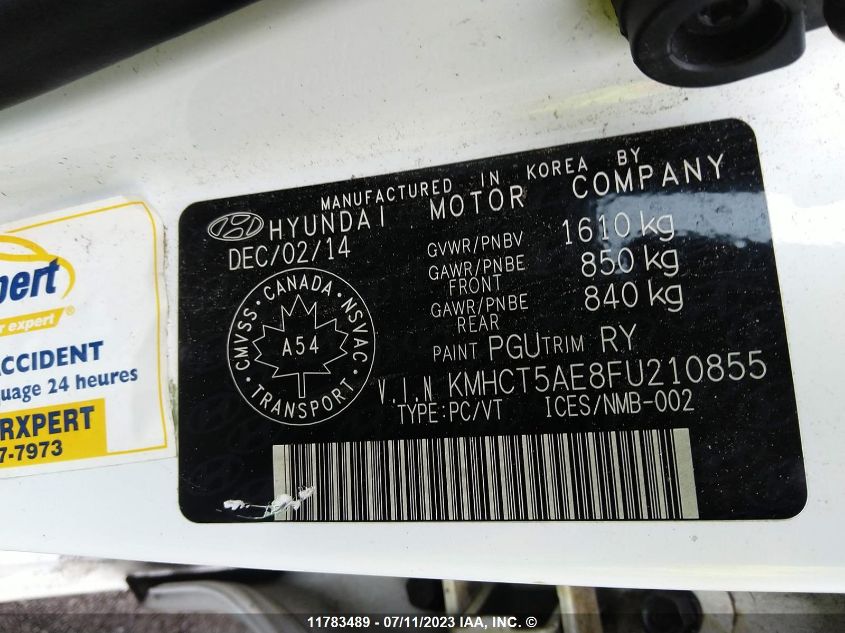 MANUFACTURED IN KOREA BY
HYUNDAI MOTOR COMPANY
DEC/02/14
GVWR/PNBV 1610 kg
GAWR/PNBE FRONT 850 kg
GAWR/PNBE REAR 840 kg
PAINT PGU TRIM RY
CMVSS · CANADA · NSVAC · TRANSPORT
A54
V.I.N KMHCT5AE8FU210855
TYPE:PC/VT ICES/NMB-002
pert
r expert®
ACCIDENT
uage 24 heures
RXPERT
7-7973
11783489 - 07/11/2023 IAA, INC. ©